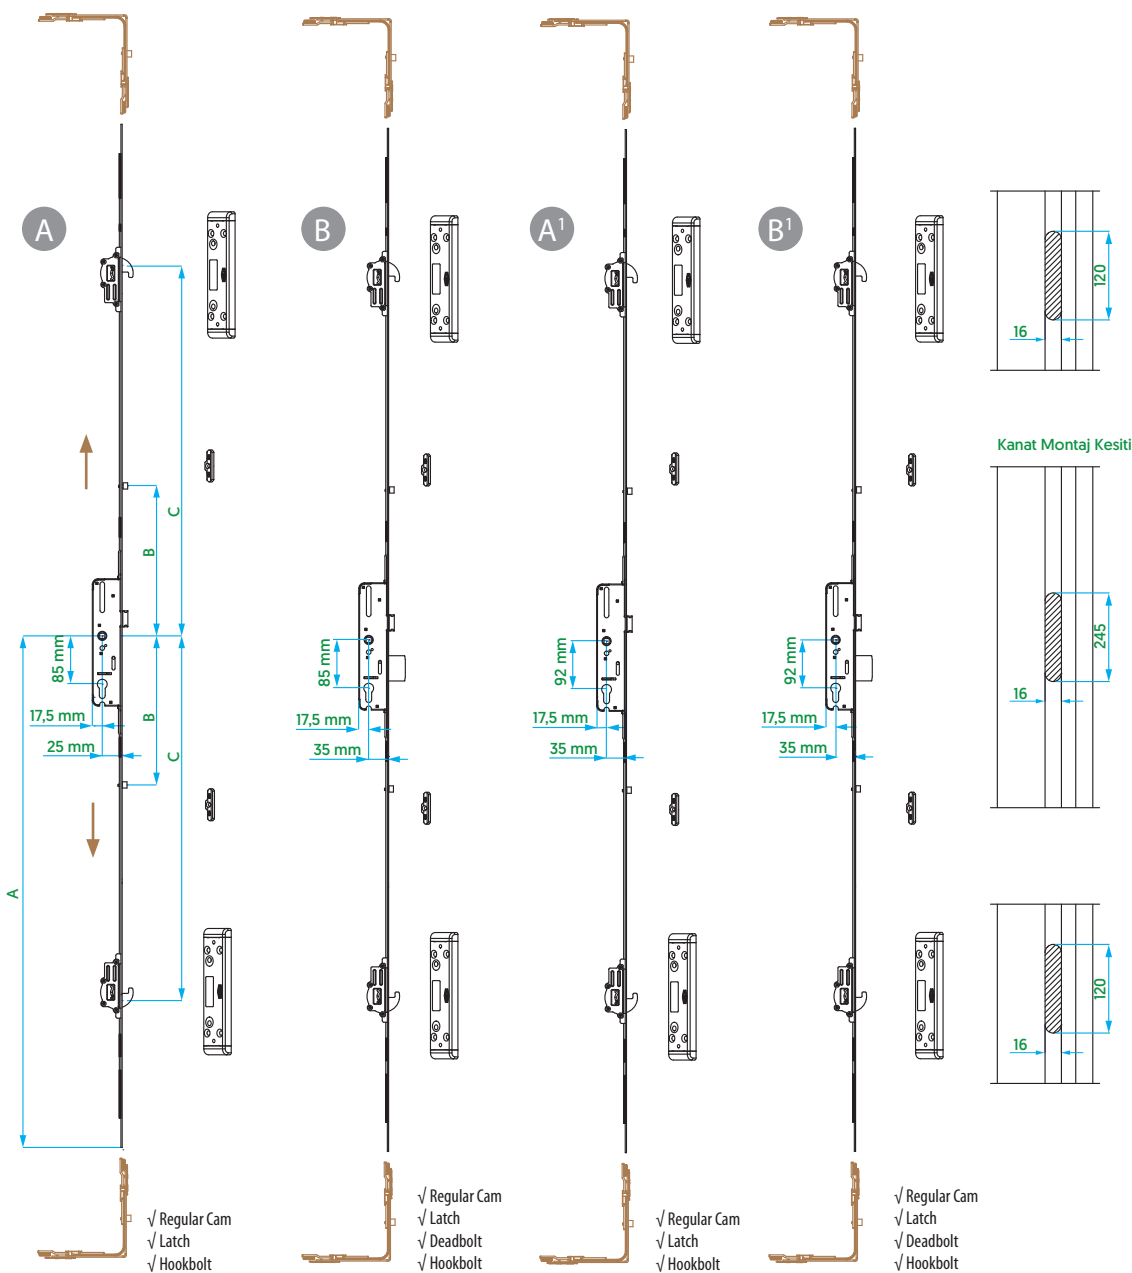 A
B
A¹
B¹
120
16
Kanat Montaj Kesiti
C
B
85 mm
17,5 mm
25 mm
B
C
A
85 mm
17,5 mm
35 mm
92 mm
17,5 mm
35 mm
92 mm
17,5 mm
35 mm
245
16
120
16
√ Regular Cam
√ Latch
√ Hookbolt
√ Regular Cam
√ Latch
√ Deadbolt
√ Hookbolt
√ Regular Cam
√ Latch
√ Hookbolt
√ Regular Cam
√ Latch
√ Deadbolt
√ Hookbolt